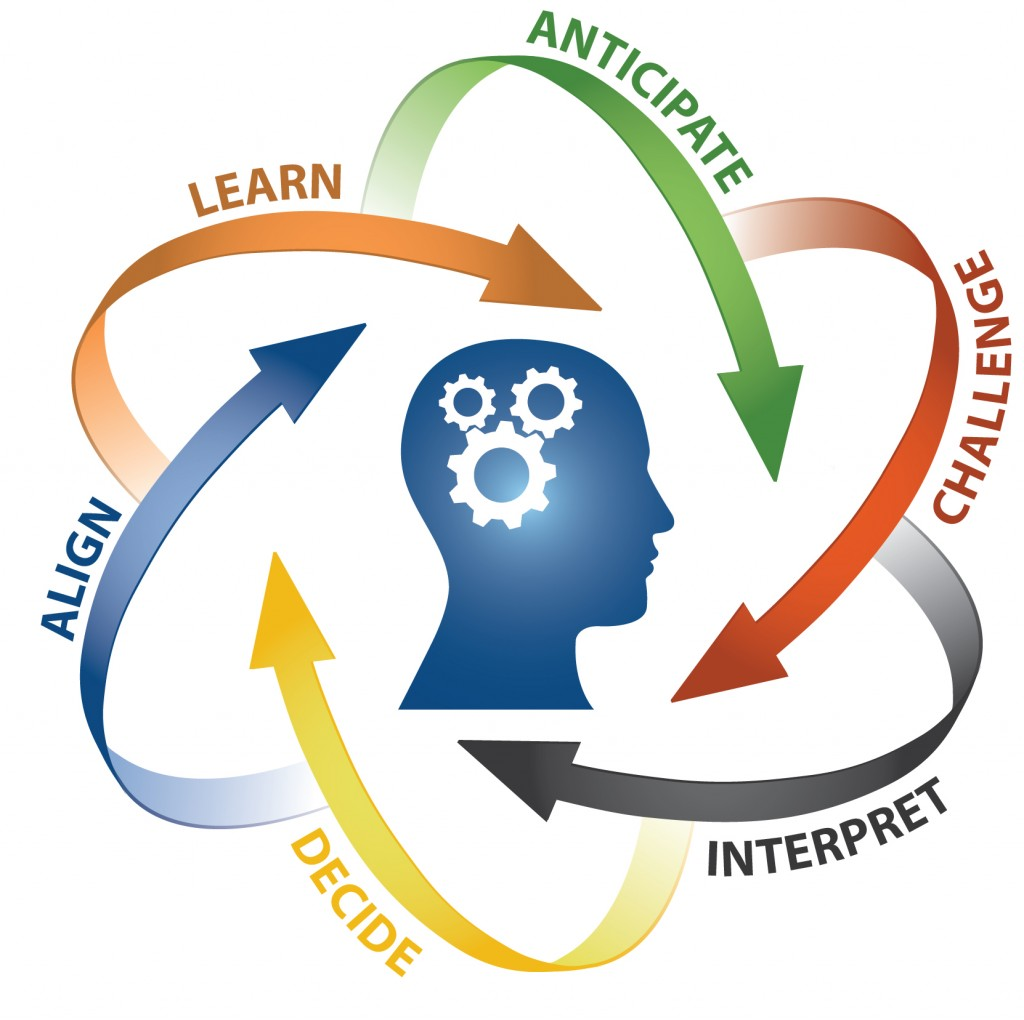 ANTICIPATE
CHALLENGE
INTERPRET
DECIDE
ALIGN
LEARN